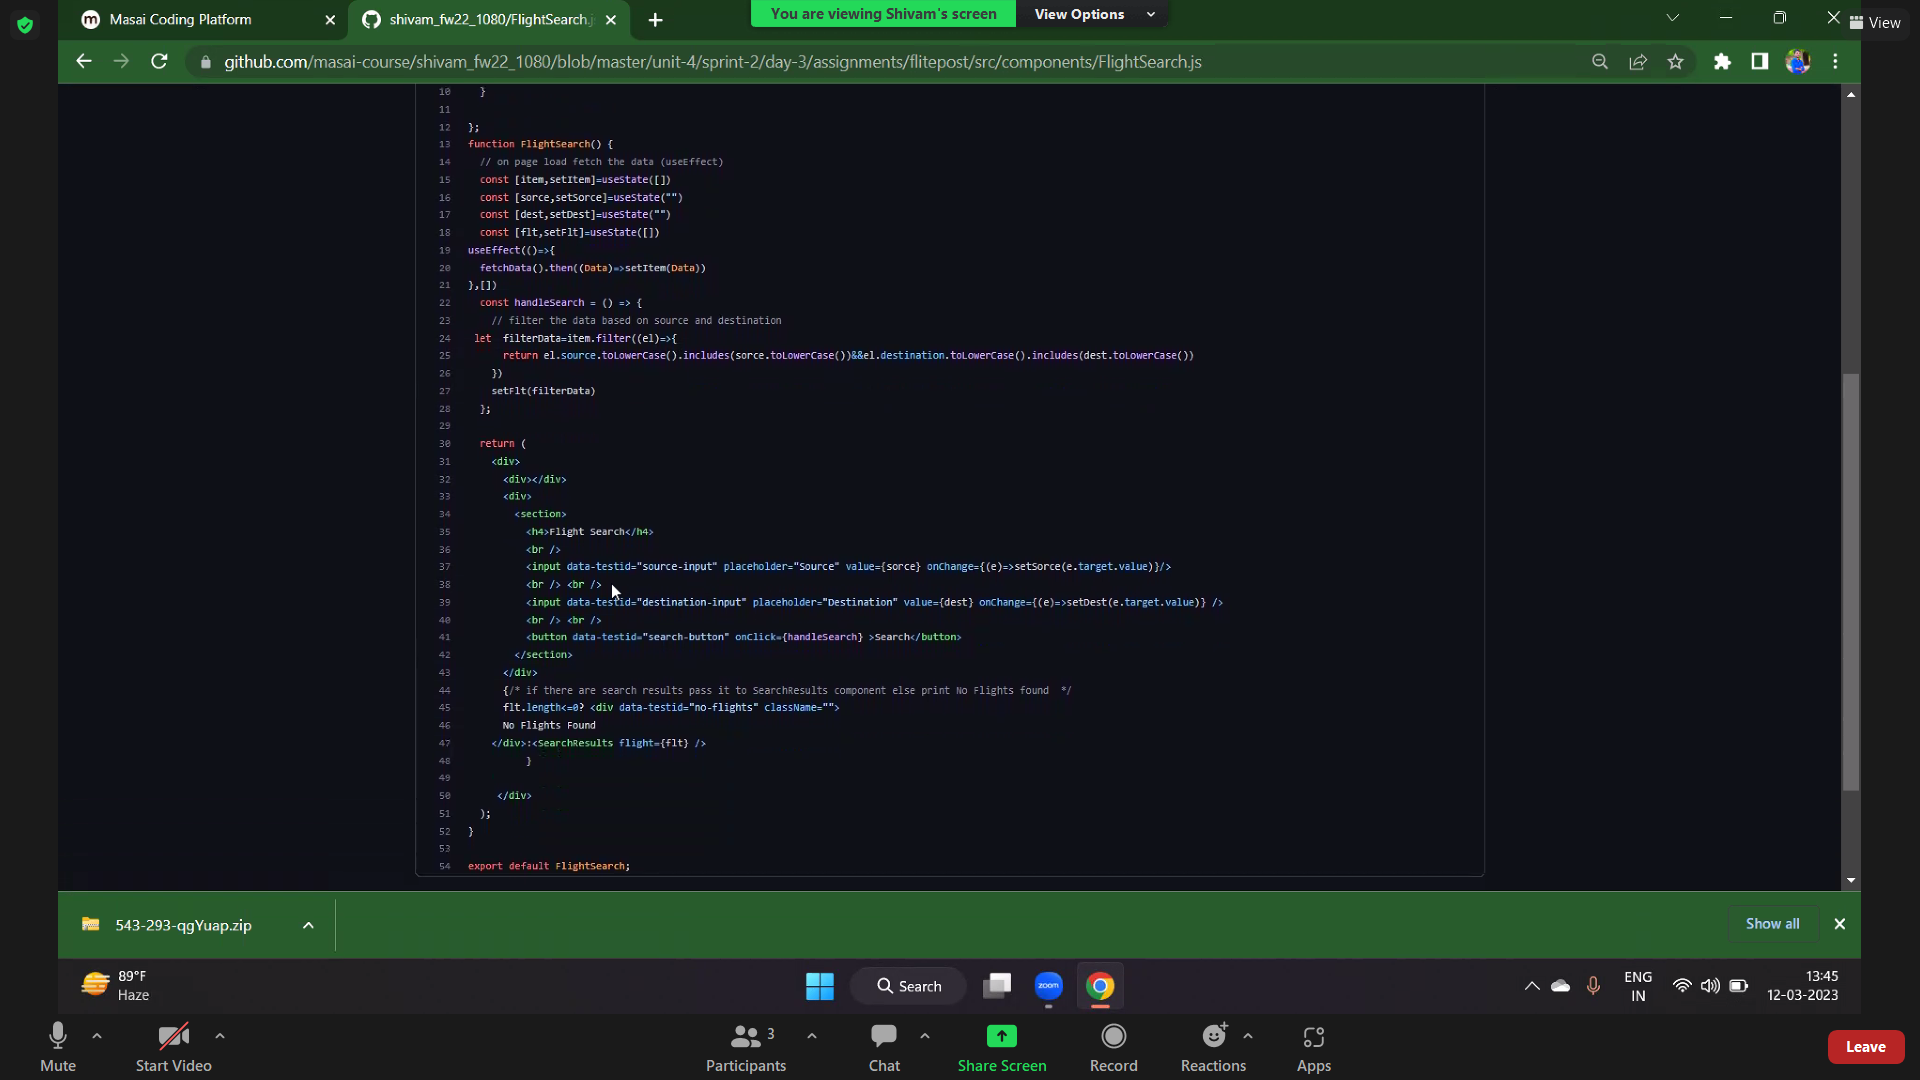 Masai Coding Platform
shivam_fw22_1080/FlightSearch.j
You are viewing Shivam's screen
View Options
View
github.com/masai-course/shivam_fw22_1080/blob/master/unit-4/sprint-2/day-3/assignments/flitepost/src/components/FlightSearch.js
10 }
11
12 };
13 function FlightSearch() {
14 // on page load fetch the data (useEffect)
15 const [item,setItem]=useState([])
16 const [sorce,setSorce]=useState("")
17 const [dest,setDest]=useState("")
18 const [flt,setFlt]=useState([])
19 useEffect(()=>{
20 fetchData().then((Data)=>setItem(Data))
21 },[])
22 const handleSearch = () => {
23 // filter the data based on source and destination
24 let filterData=item.filter((el)=>{
25 return el.source.toLowerCase().includes(sorce.toLowerCase())&&el.destination.toLowerCase().includes(dest.toLowerCase())
26 })
27 setFlt(filterData)
28 };
29
30 return (
31 <div>
32 <div></div>
33 <div>
34 <section>
35 <h4>Flight Search</h4>
36 <br />
37 <input data-testid="source-input" placeholder="Source" value={sorce} onChange={(e)=>setSorce(e.target.value)}/>
38 <br /> <br />
39 <input data-testid="destination-input" placeholder="Destination" value={dest} onChange={(e)=>setDest(e.target.value)} />
40 <br /> <br />
41 <button data-testid="search-button" onClick={handleSearch} >Search</button>
42 </section>
43 </div>
44 {/* if there are search results pass it to SearchResults component else print No Flights found */
45 flt.length<=0? <div data-testid="no-flights" className="">
46 No Flights Found
47 </div>:<SearchResults flight={flt} />
48 }
49
50 </div>
51 );
52 }
53
54 export default FlightSearch;
543-293-qgYuap.zip
Show all
89°F
Haze
Search
zoom
ENG
IN
13:45
12-03-2023
Mute
Start Video
Participants 3
Chat
Share Screen
Record
Reactions
Apps
Leave